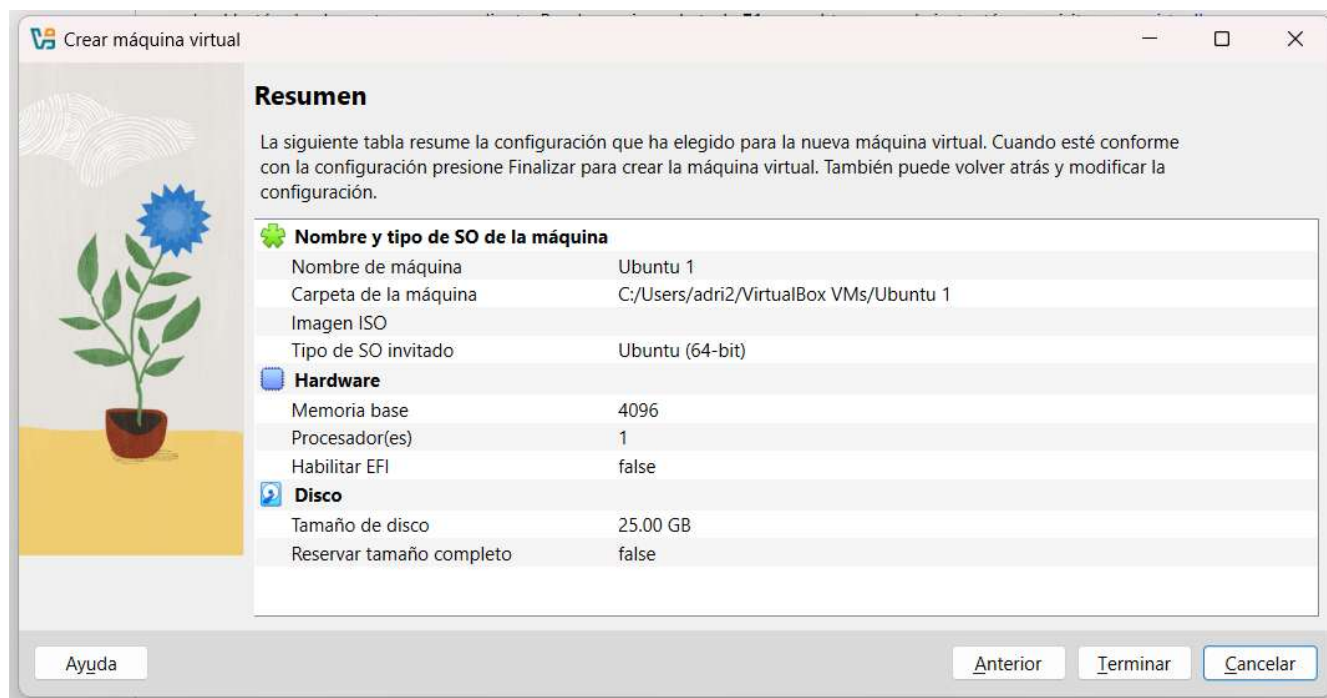 Crear máquina virtual
Resumen
La siguiente tabla resume la configuración que ha elegido para la nueva máquina virtual. Cuando esté conforme
con la configuración presione Finalizar para crear la máquina virtual. También puede volver atrás y modificar la
configuración.
Nombre y tipo de SO de la máquina
Nombre de máquina Ubuntu 1
Carpeta de la máquina C:/Users/adri2/VirtualBox VMs/Ubuntu 1
Imagen ISO
Tipo de SO invitado Ubuntu (64-bit)
Hardware
Memoria base 4096
Procesador(es) 1
Habilitar EFI false
Disco
Tamaño de disco 25.00 GB
Reservar tamaño completo false
Ayuda Anterior Terminar Cancelar